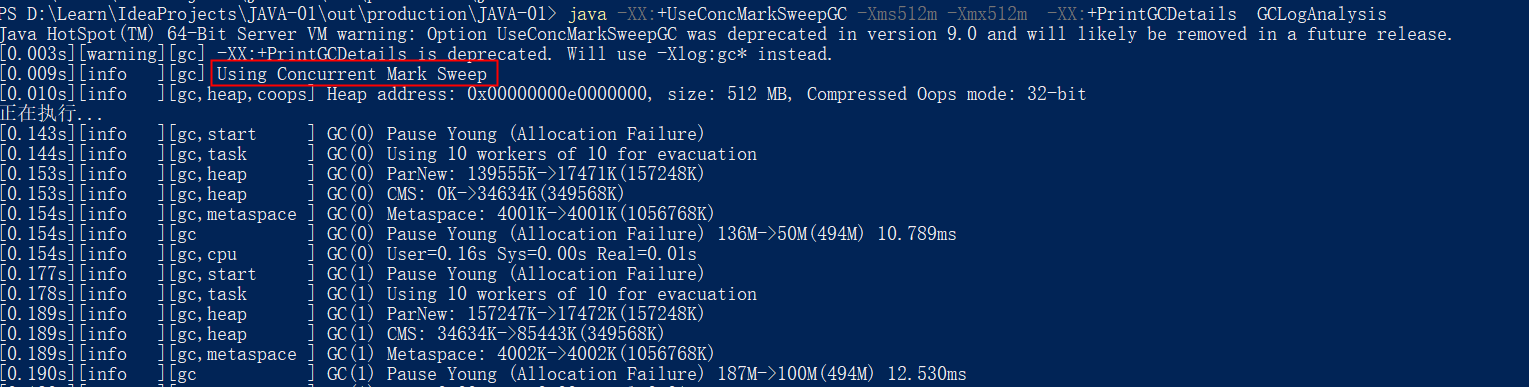 PS D:\Learn\IdeaProjects\JAVA-01\out\production\JAVA-01> java -XX:+UseConcMarkSweepGC -Xms512m -Xmx512m  -XX:+PrintGCDetails  GCLogAnalysis
Java HotSpot(TM) 64-Bit Server VM warning: Option UseConcMarkSweepGC was deprecated in version 9.0 and will likely be removed in a future release.
[0.003s][warning][gc] -XX:+PrintGCDetails is deprecated. Will use -Xlog:gc* instead.
[0.009s][info   ][gc] Using Concurrent Mark Sweep
[0.010s][info   ][gc,heap,coops] Heap address: 0x00000000e0000000, size: 512 MB, Compressed Oops mode: 32-bit
正在执行...
[0.143s][info   ][gc,start     ] GC(0) Pause Young (Allocation Failure)
[0.144s][info   ][gc,task      ] GC(0) Using 10 workers of 10 for evacuation
[0.153s][info   ][gc,heap      ] GC(0) ParNew: 139555K->17471K(157248K)
[0.153s][info   ][gc,heap      ] GC(0) CMS: 0K->34634K(349568K)
[0.154s][info   ][gc,metaspace ] GC(0) Metaspace: 4001K->4001K(1056768K)
[0.154s][info   ][gc           ] GC(0) Pause Young (Allocation Failure) 136M->50M(494M) 10.789ms
[0.154s][info   ][gc,cpu       ] GC(0) User=0.16s Sys=0.00s Real=0.01s
[0.177s][info   ][gc,start     ] GC(1) Pause Young (Allocation Failure)
[0.178s][info   ][gc,task      ] GC(1) Using 10 workers of 10 for evacuation
[0.189s][info   ][gc,heap      ] GC(1) ParNew: 157247K->17472K(157248K)
[0.189s][info   ][gc,heap      ] GC(1) CMS: 34634K->85443K(349568K)
[0.189s][info   ][gc,metaspace ] GC(1) Metaspace: 4002K->4002K(1056768K)
[0.190s][info   ][gc           ] GC(1) Pause Young (Allocation Failure) 187M->100M(494M) 12.530ms